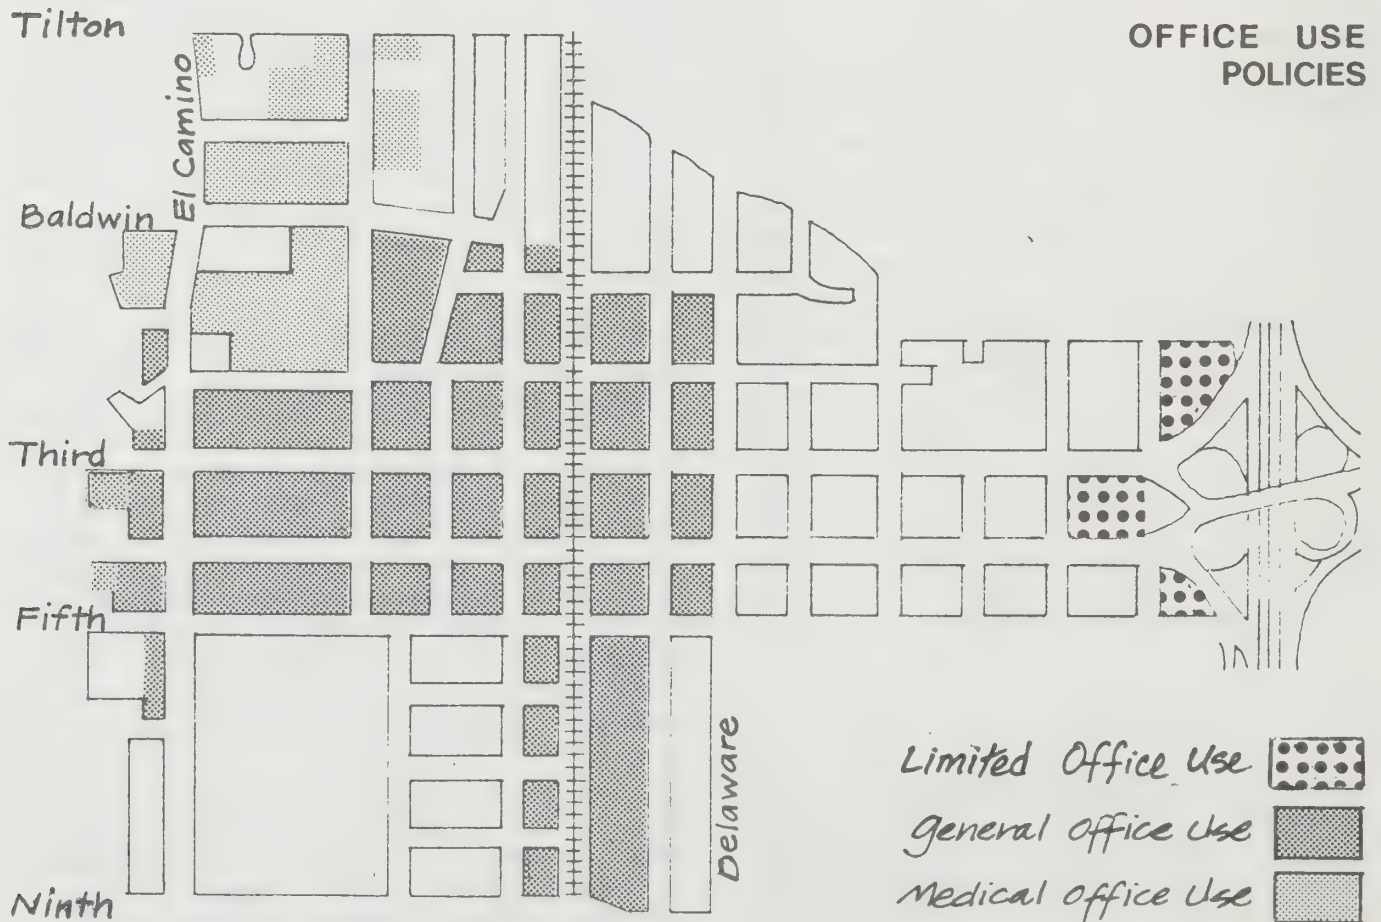 Tilton
OFFICE USE
POLICIES
El Camino
Baldwin
Third
Fifth
Delaware
Ninth
Limited Office Use
General Office Use
Medical Office Use